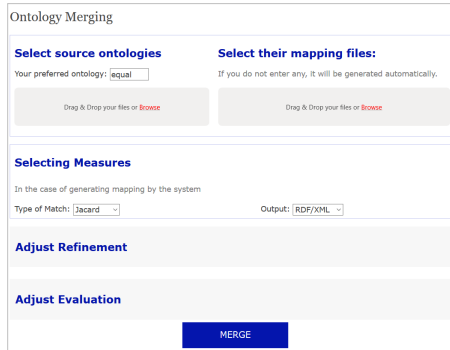 Ontology Merging
Select source ontologies
Your preferred ontology: equal
Drag & Drop your files or Browse
Select their mapping files:
If you do not enter any, it will be generated automatically.
Drag & Drop your files or Browse
Selecting Measures
In the case of generating mapping by the system
Type of Match: Jacard
Output: RDF/XML
Adjust Refinement
Adjust Evaluation
MERGE